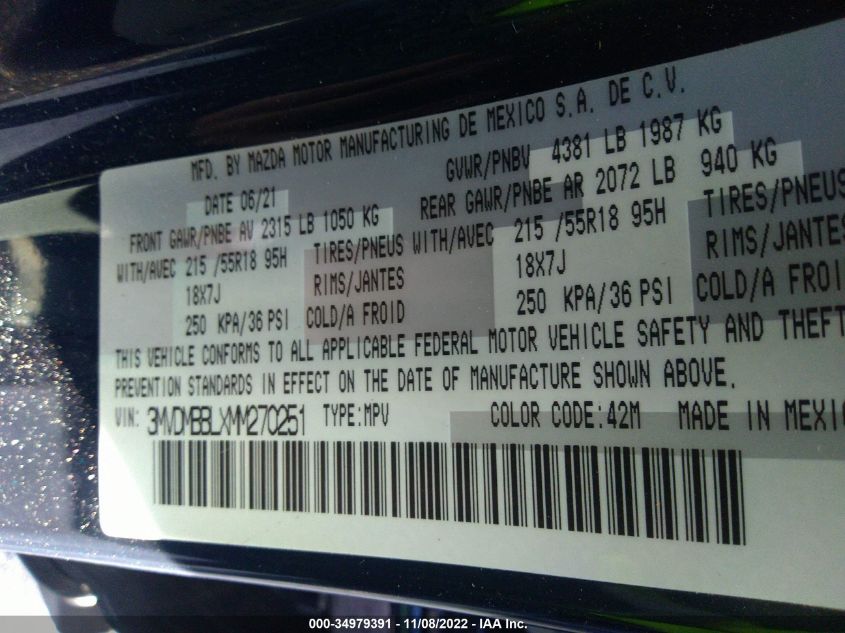 MFD. BY MAZDA MOTOR MANUFACTURING DE MEXICO S.A. DE C.V.
DATE 06/21 GVWR/PNBV 4381 LB 1987 KG
FRONT GAWR/PNBE AV 2315 LB 1050 KG REAR GAWR/PNBE AR 2072 LB 940 KG
WITH/AVEC 215 /55R18 95H TIRES/PNEUS WITH/AVEC 215 /55R18 95H TIRES/PNEUS
18X7J RIMS/JANTES 18X7J RIMS/JANTES
250 KPA/36 PSI COLD/A FROID 250 KPA/36 PSI COLD/A FROI
THIS VEHICLE CONFORMS TO ALL APPLICABLE FEDERAL MOTOR VEHICLE SAFETY AND THEFT
PREVENTION STANDARDS IN EFFECT ON THE DATE OF MANUFACTURE SHOWN ABOVE.
VIN: 3MVDMBBLXMM270251 TYPE:MPV COLOR CODE:42M MADE IN MEXI
000-34979391 - 11/08/2022 - IAA Inc.